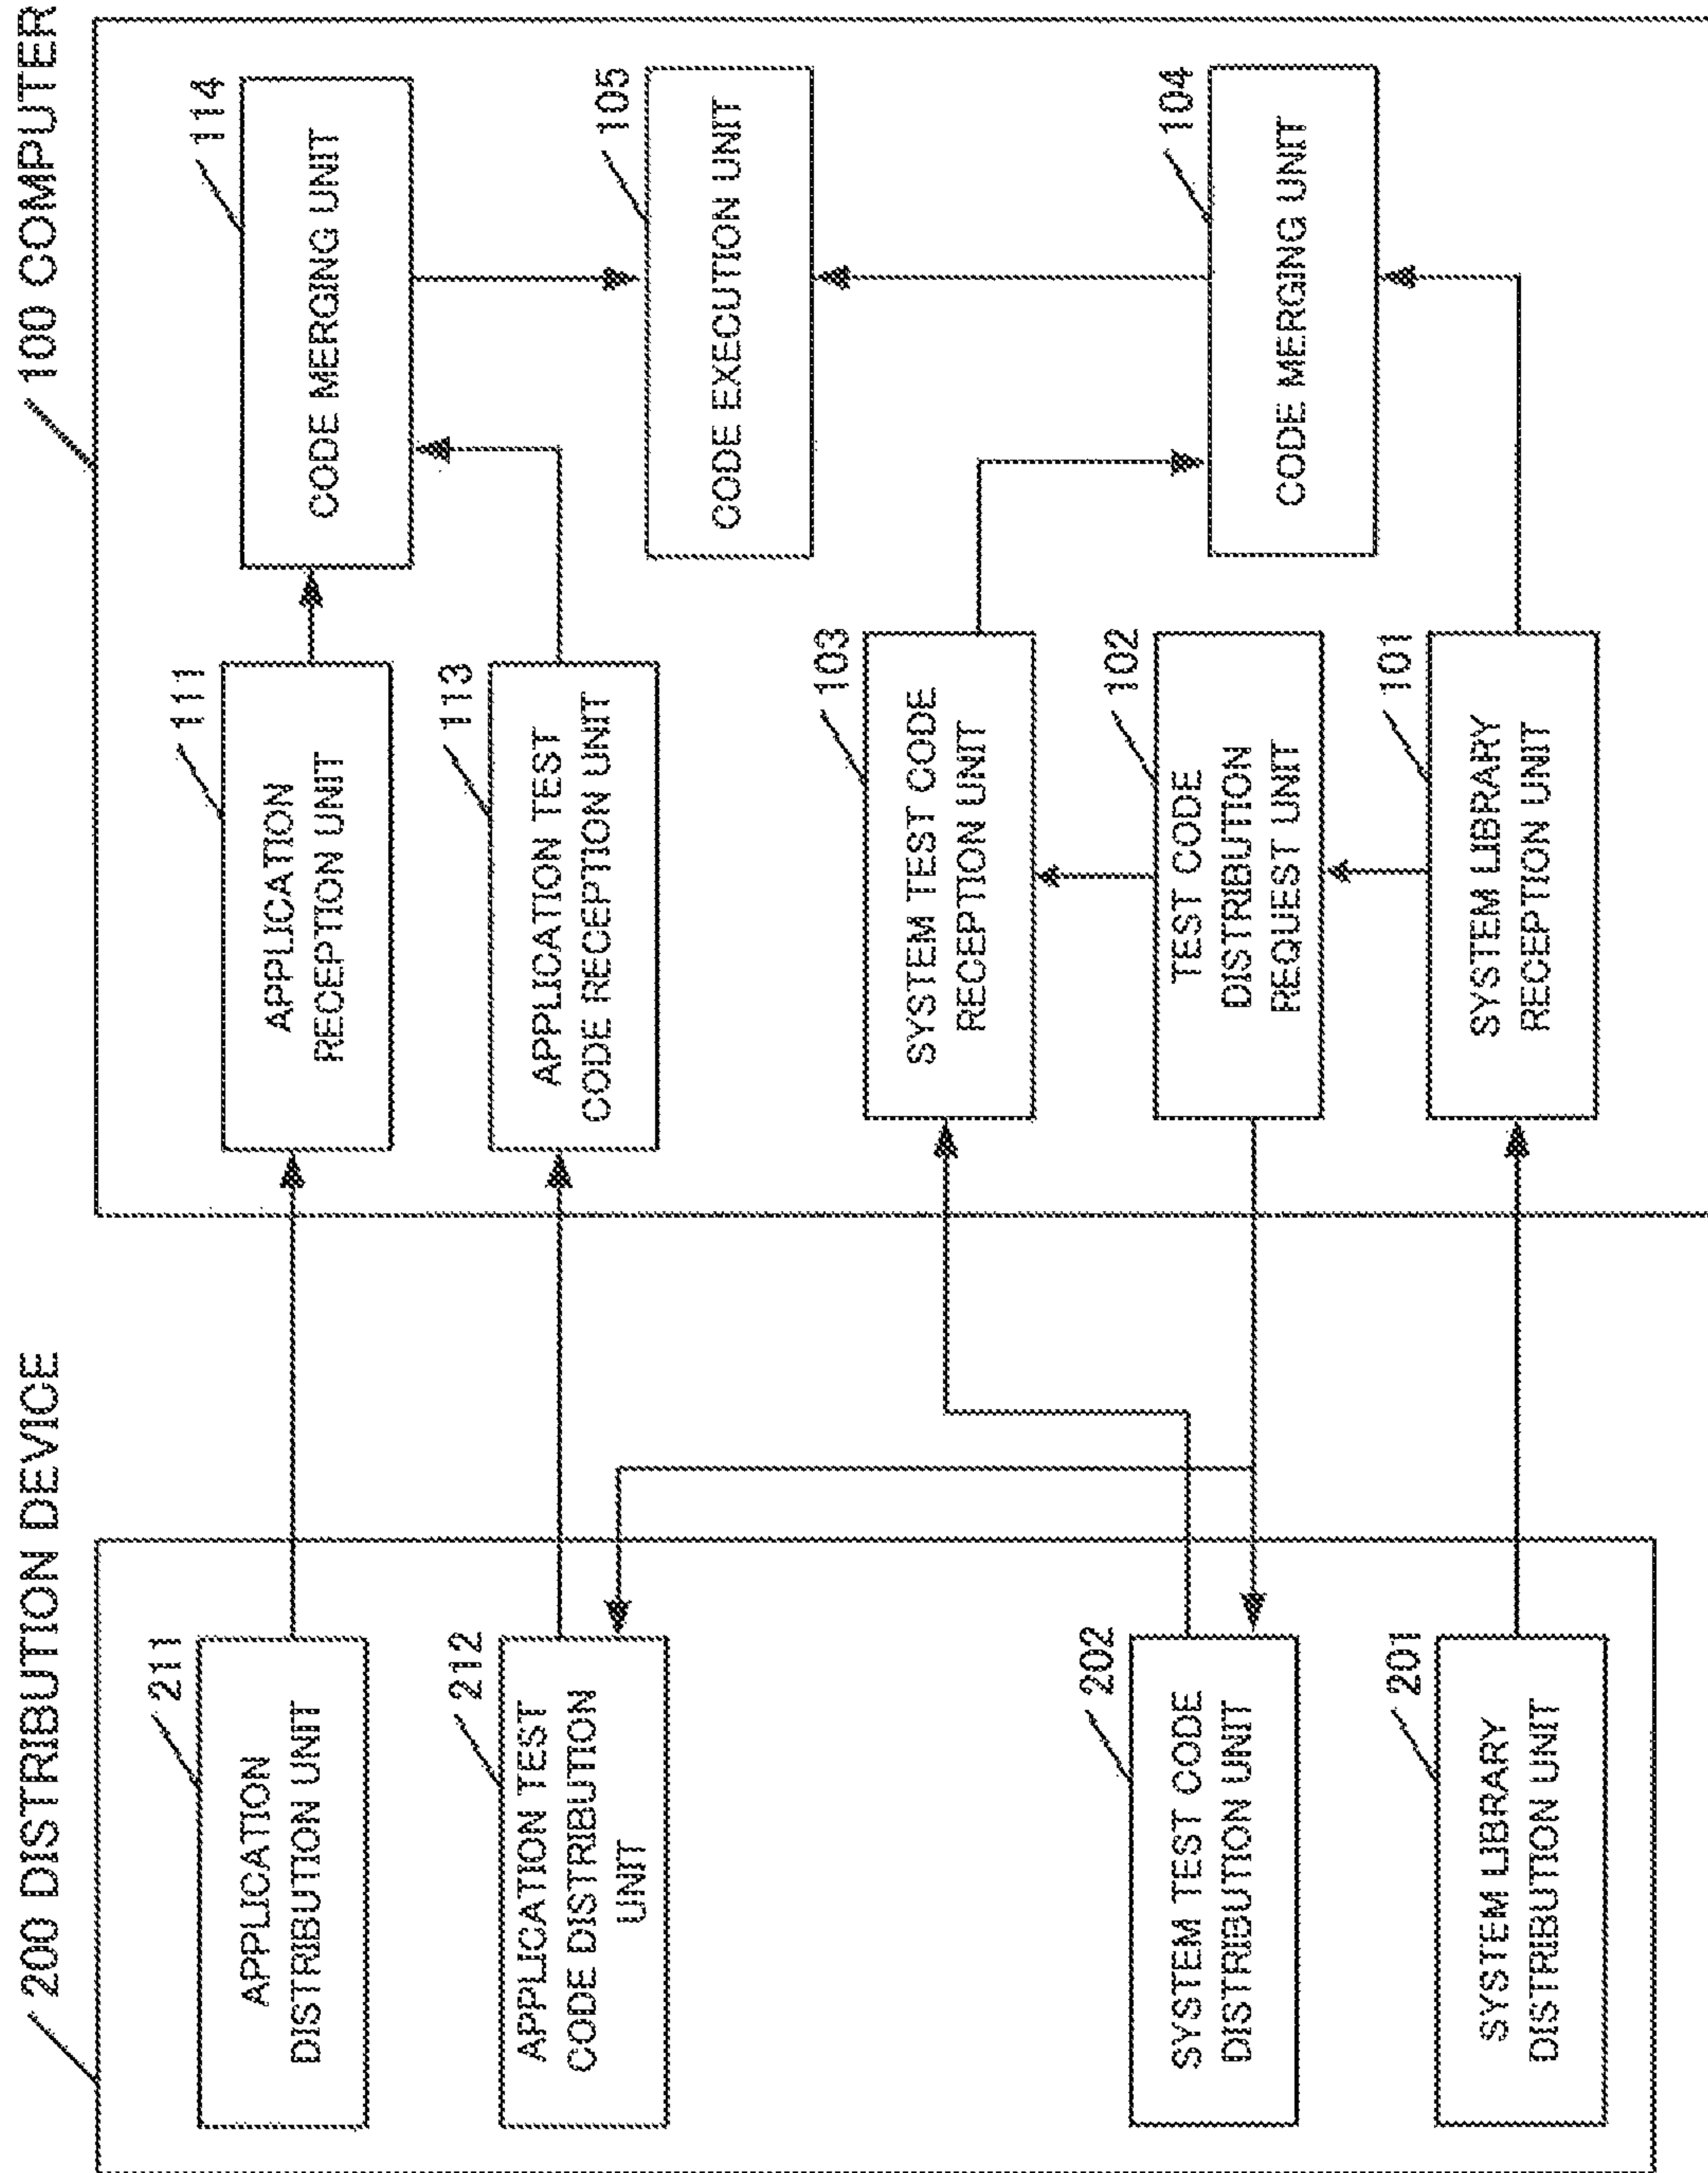 200 DISTRIBUTION DEVICE
211
APPLICATION
DISTRIBUTION UNIT
212
APPLICATION TEST
CODE DISTRIBUTION
UNIT
202
SYSTEM TEST CODE
DISTRIBUTION UNIT
201
SYSTEM LIBRARY
DISTRIBUTION UNIT
100 COMPUTER
111
APPLICATION
RECEPTION UNIT
113
APPLICATION TEST
CODE RECEPTION UNIT
103
SYSTEM TEST CODE
RECEPTION UNIT
102
TEST CODE
DISTRIBUTION
REQUEST UNIT
101
SYSTEM LIBRARY
RECEPTION UNIT
114
CODE MERGING UNIT
105
CODE EXECUTION UNIT
104
CODE MERGING UNIT